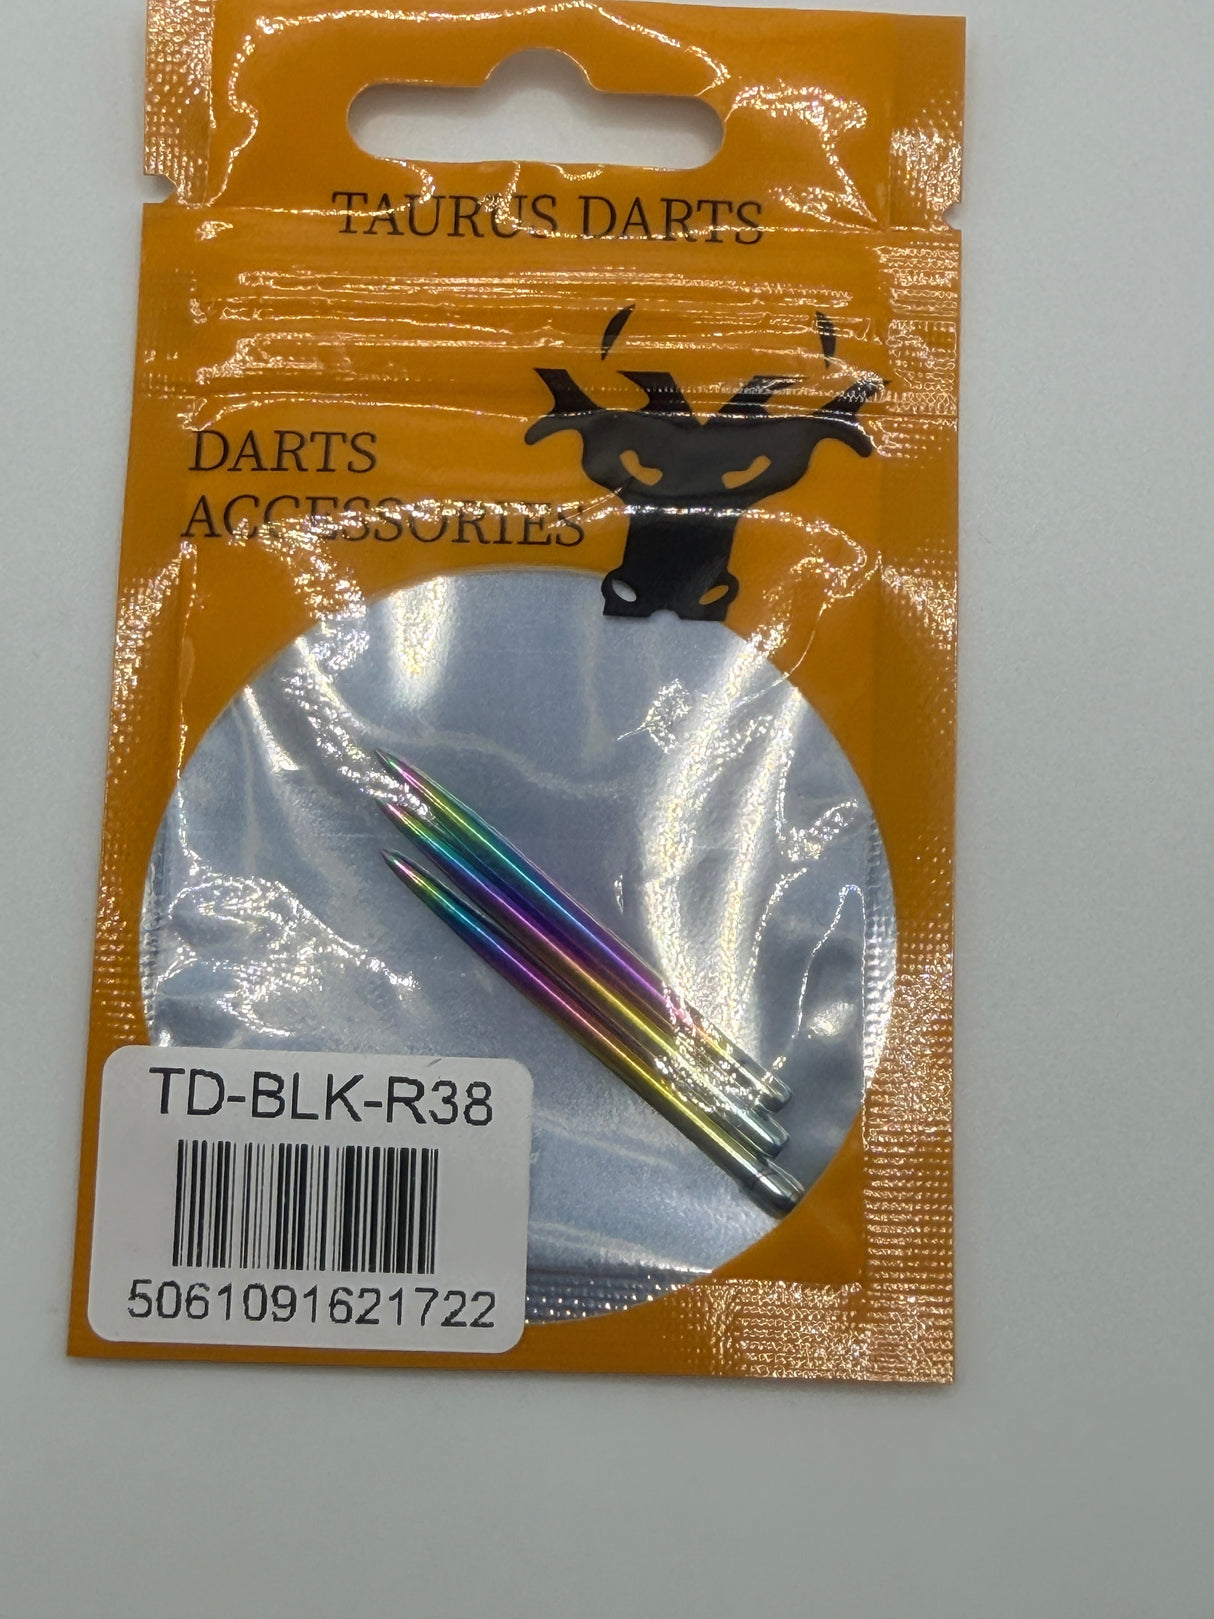 TAURUS DARTS
DARTS
ACCESSORIES
TD-BLK-R38
5061091621722